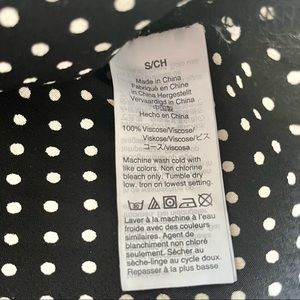 S/CH
Made in China
Fabriqué en Chine
In China Hergestellt
Vervaardigd in China
中国製
Hecho en China
100% Viscose/Viscose/
Viskose/Viscose/ビス
コース/Viscosa
Machine wash cold with
like colors. Non chlorine
bleach only. Tumble dry
low. Iron on lowest setting.
Laver à la machine à l'eau
froide avec des couleurs
similaires. Agent de
blanchiment non chloré
seulement. Sécher au
sèche-linge au cycle doux.
Repasser à la plus basse